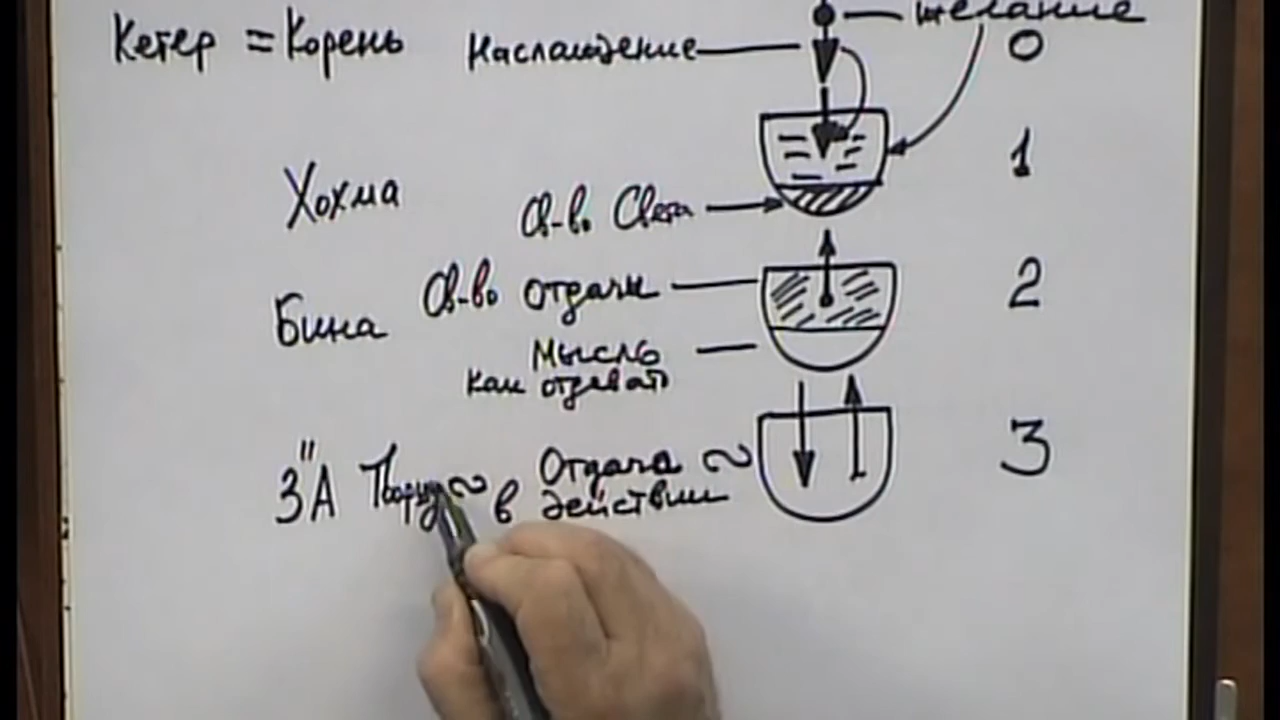 желание
Кетер = Корень
Наслаждение
0
Хохма
1
Св-во Света
Бина
Св-во отдачи
2
Мысль
как отдавать
З"А
Отдача ~
в действии
3